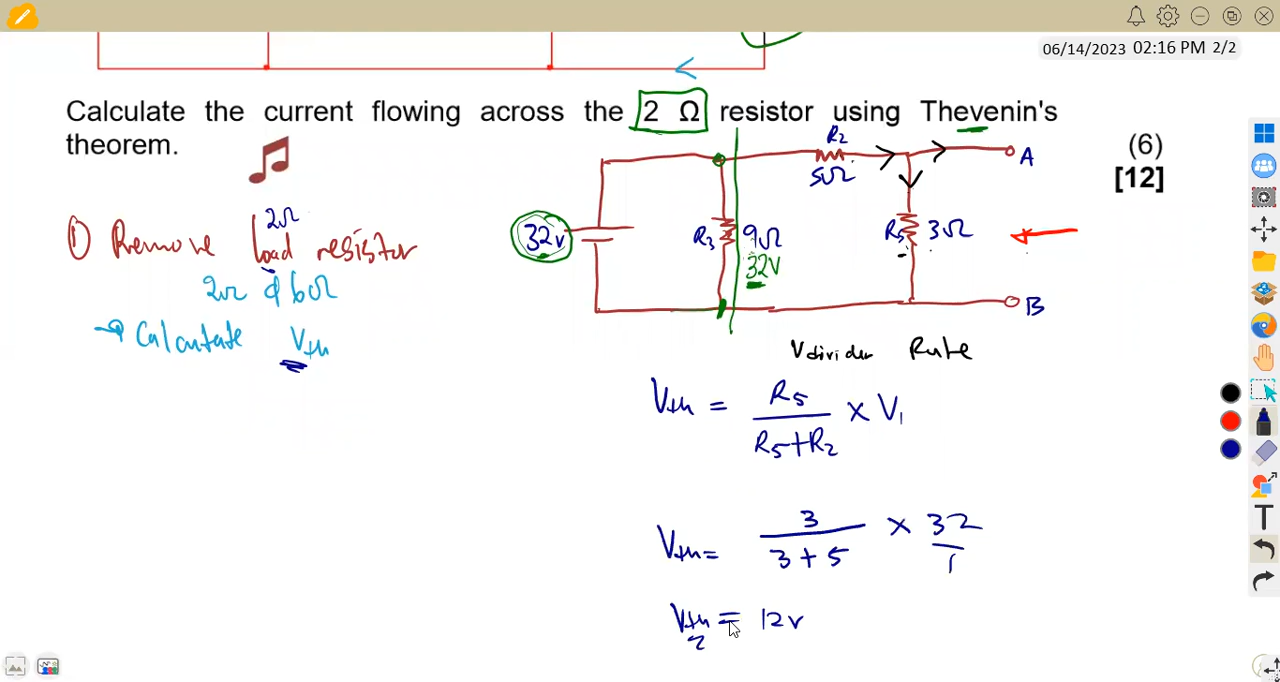 06/14/2023 02:16 PM 2/2
Calculate the current flowing across the 2 Ω resistor using Thevenin's
theorem. (6)
[12]
R2
5Ω
A
32v
R3 9Ω
32V
R5 3Ω
B
① Remove load resistor
2Ω
2Ω & 6Ω
→ Calculate Vth
Vdivider Rule
Vth = R5 / R5+R2 × V1
Vth = 3 / 3+5 × 32 / 1
Vth = 12v
T